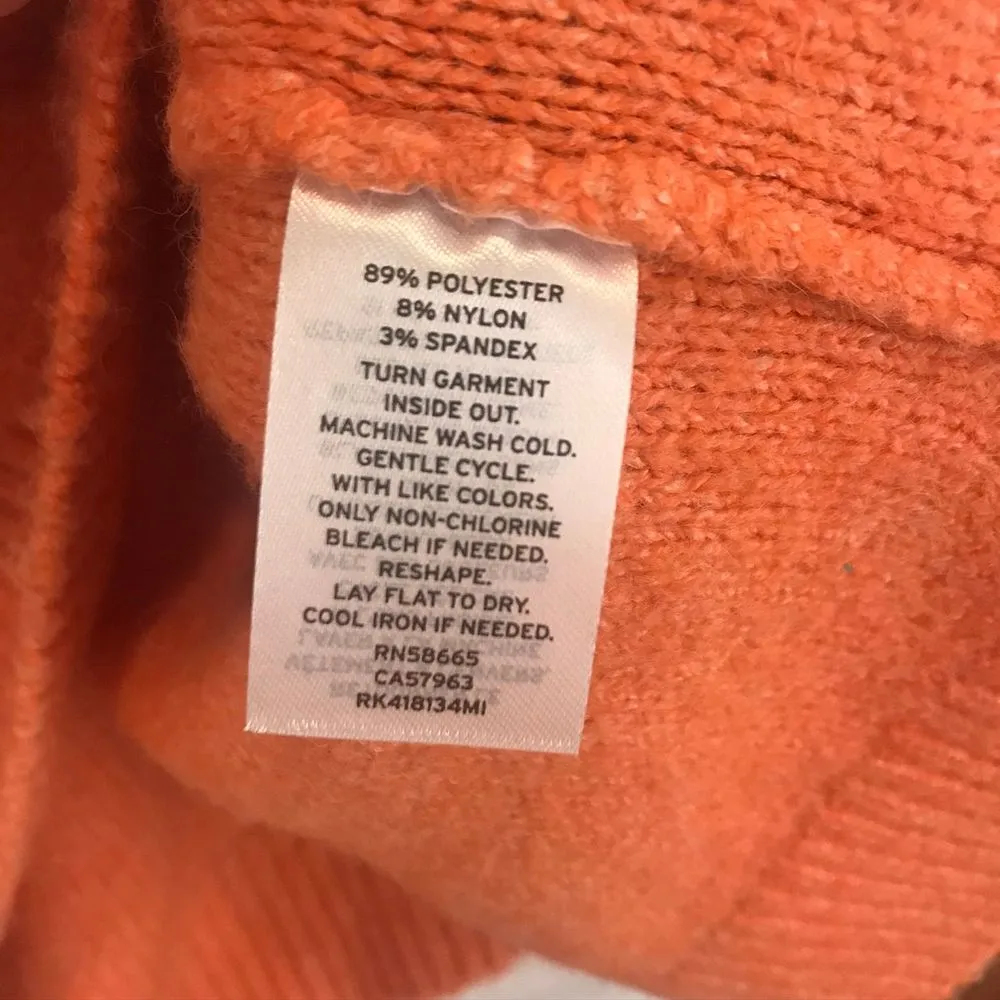 89% POLYESTER
8% NYLON
3% SPANDEX
TURN GARMENT
INSIDE OUT.
MACHINE WASH COLD.
GENTLE CYCLE.
WITH LIKE COLORS.
ONLY NON-CHLORINE
BLEACH IF NEEDED.
RESHAPE.
LAY FLAT TO DRY.
COOL IRON IF NEEDED.
RN58665
CA57963
RK418134MI